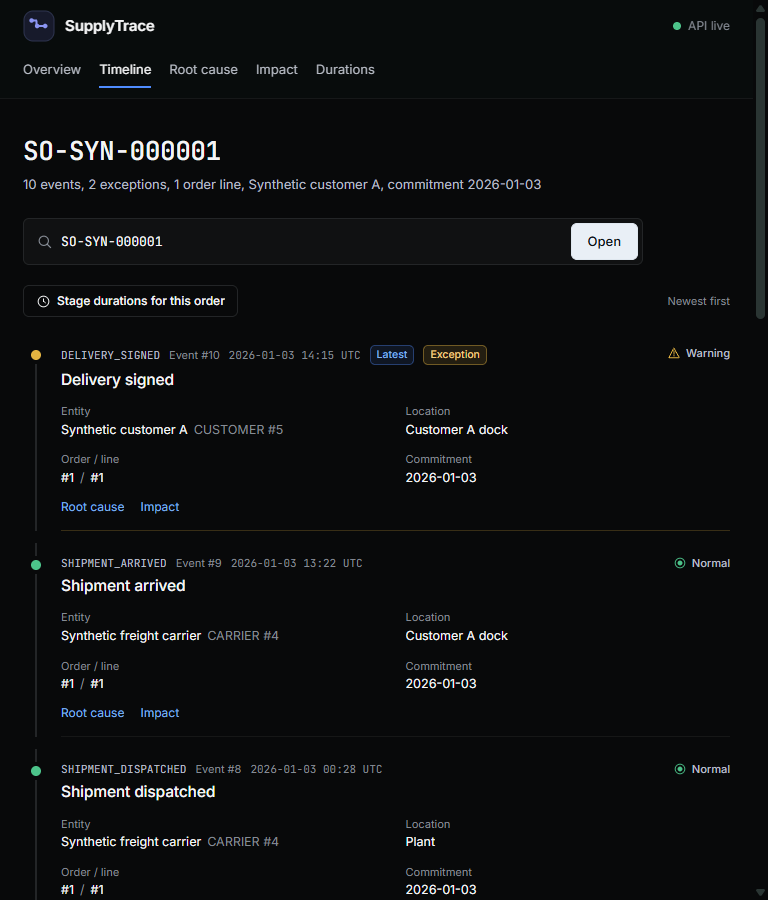 SupplyTrace
API live
Overview Timeline Root cause Impact Durations
SO-SYN-000001
10 events, 2 exceptions, 1 order line, Synthetic customer A, commitment 2026-01-03
SO-SYN-000001 Open
Stage durations for this order
Newest first
DELIVERY_SIGNED Event #10 2026-01-03 14:15 UTC Latest Exception
Warning
Delivery signed
Entity Location
Synthetic customer A CUSTOMER #5 Customer A dock
Order / line Commitment
#1 / #1 2026-01-03
Root cause Impact
SHIPMENT_ARRIVED Event #9 2026-01-03 13:22 UTC
Normal
Shipment arrived
Entity Location
Synthetic freight carrier CARRIER #4 Customer A dock
Order / line Commitment
#1 / #1 2026-01-03
Root cause Impact
SHIPMENT_DISPATCHED Event #8 2026-01-03 00:28 UTC
Normal
Shipment dispatched
Entity Location
Synthetic freight carrier CARRIER #4 Plant
Order / line Commitment
#1 / #1 2026-01-03